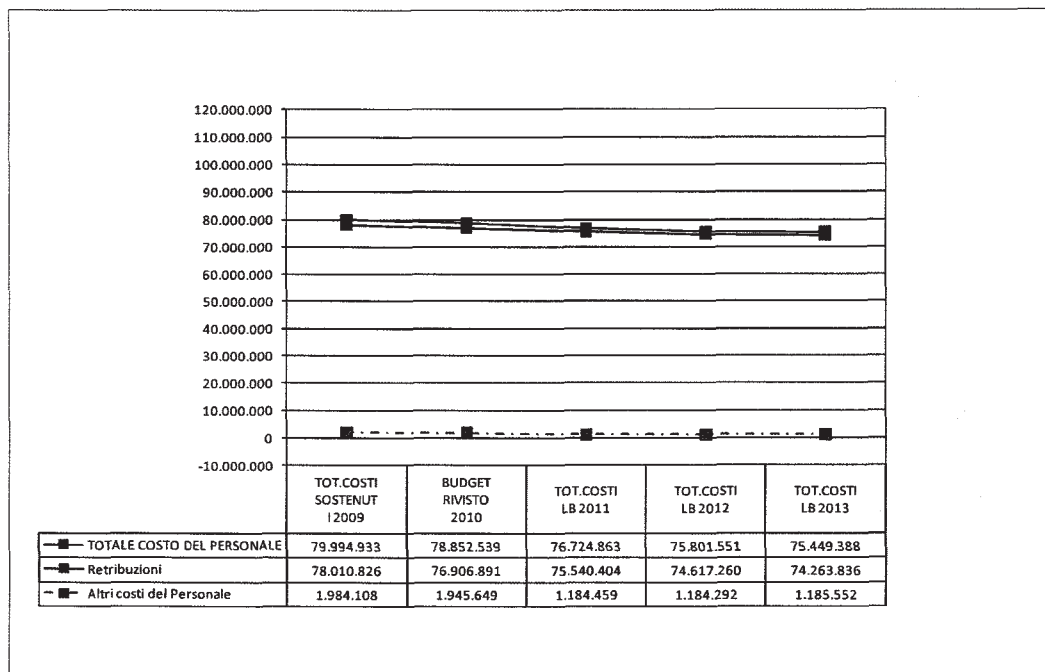 120.000.000
110.000.000
100.000.000
90.000.000
80.000.000
70.000.000
60.000.000
50.000.000
40.000.000
30.000.000
20.000.000
10.000.000
0
-10.000.000
TOT.COSTI
SOSTENUT
I 2009
BUDGET
RIVISTO
2010
TOT.COSTI
LB 2011
TOT.COSTI
LB 2012
TOT.COSTI
LB 2013
TOTALE COSTO DEL PERSONALE 79.994.933 78.852.539 76.724.863 75.801.551 75.449.388
Retribuzioni 78.010.826 76.906.891 75.540.404 74.617.260 74.263.836
Altri costi del Personale 1.984.108 1.945.649 1.184.459 1.184.292 1.185.552